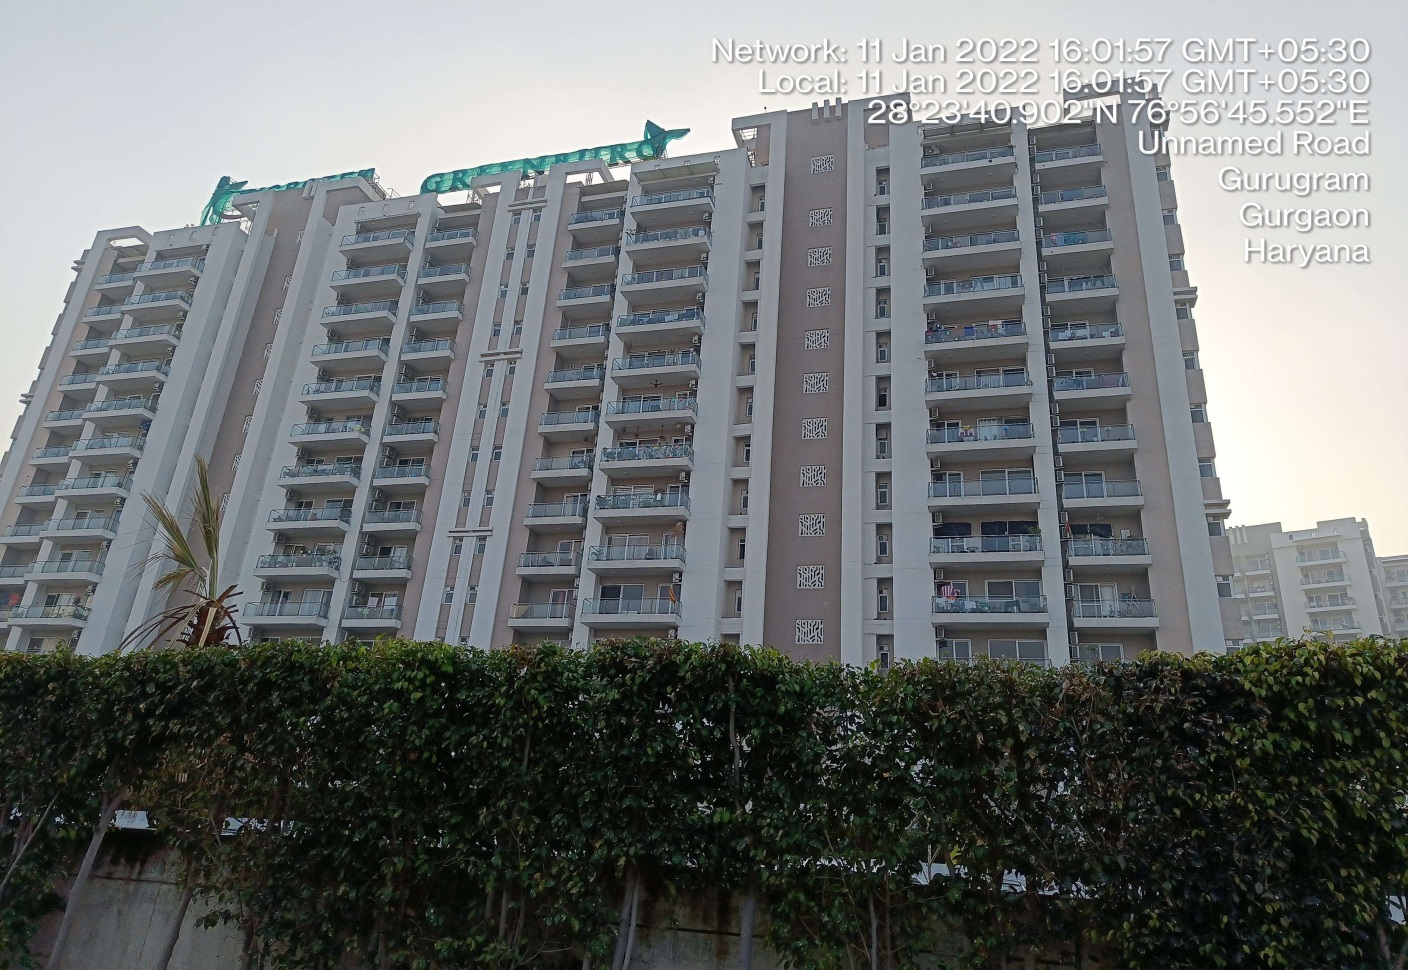 Network: 11 Jan 2022 16:01:57 GMT+05:30
Local: 11 Jan 2022 16:01:57 GMT+05:30
28°23'40.902"N 76°56'45.552"E
Unnamed Road
Gurugram
Gurgaon
Haryana